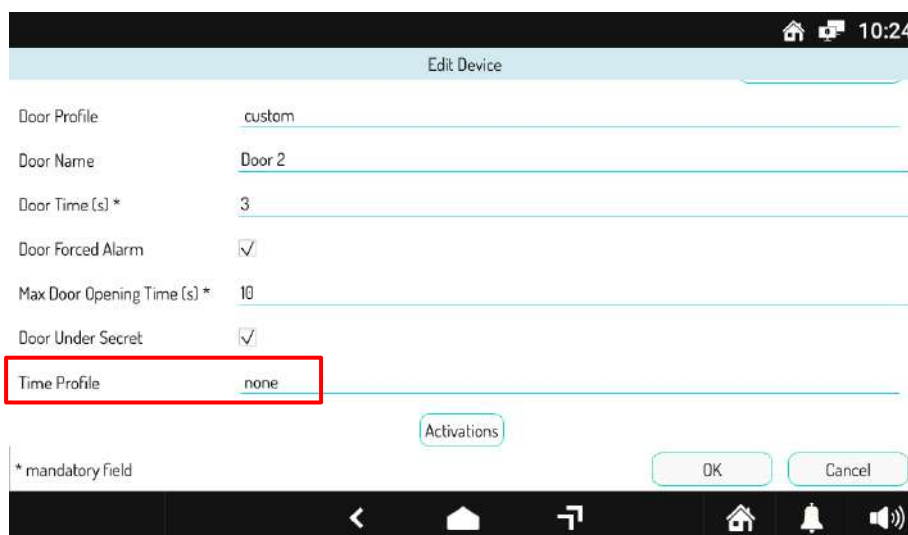 10:24
Edit Device
Door Profile custom
Door Name Door 2
Door Time (s) * 3
Door Forced Alarm
Max Door Opening Time (s) * 10
Door Under Secret
Time Profile none
Activations
* mandatory field OK Cancel